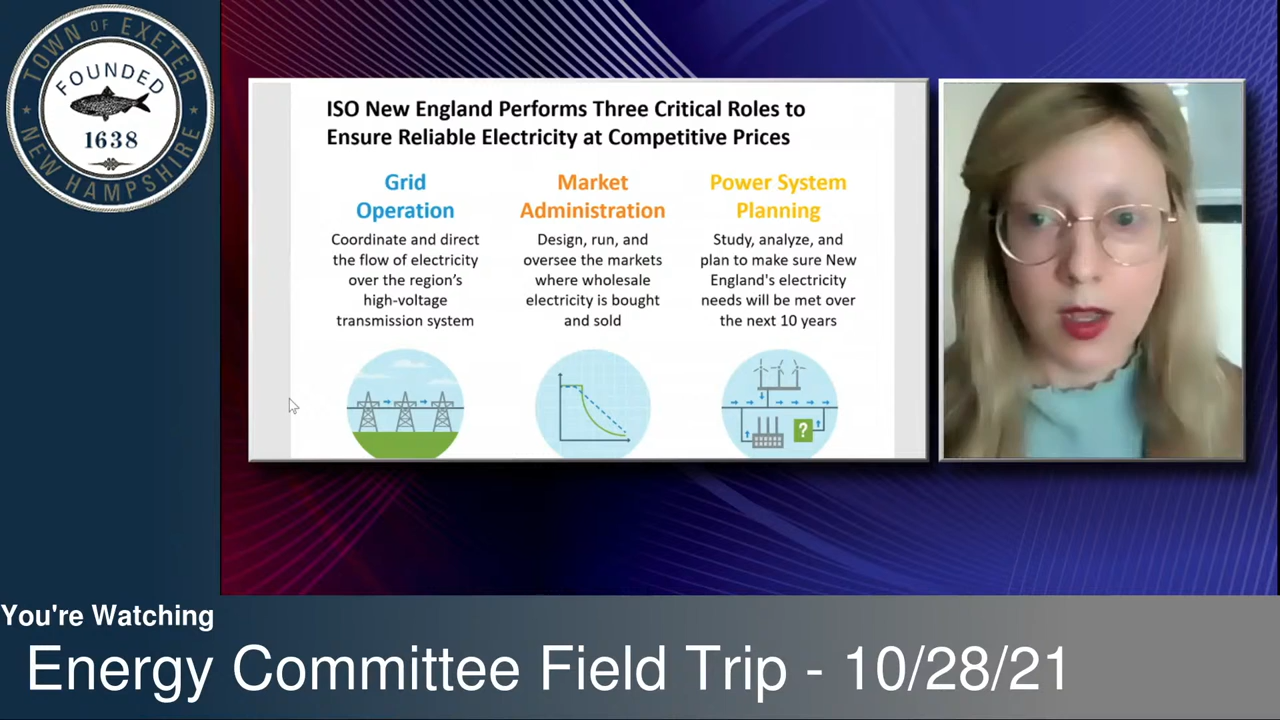 TOWN OF EXETER
FOUNDED
1638
NEW HAMPSHIRE
ISO New England Performs Three Critical Roles to
Ensure Reliable Electricity at Competitive Prices
Grid
Operation
Coordinate and direct
the flow of electricity
over the region's
high-voltage
transmission system
Market
Administration
Design, run, and
oversee the markets
where wholesale
electricity is bought
and sold
Power System
Planning
Study, analyze, and
plan to make sure New
England's electricity
needs will be met over
the next 10 years
?
You're Watching
Energy Committee Field Trip - 10/28/21